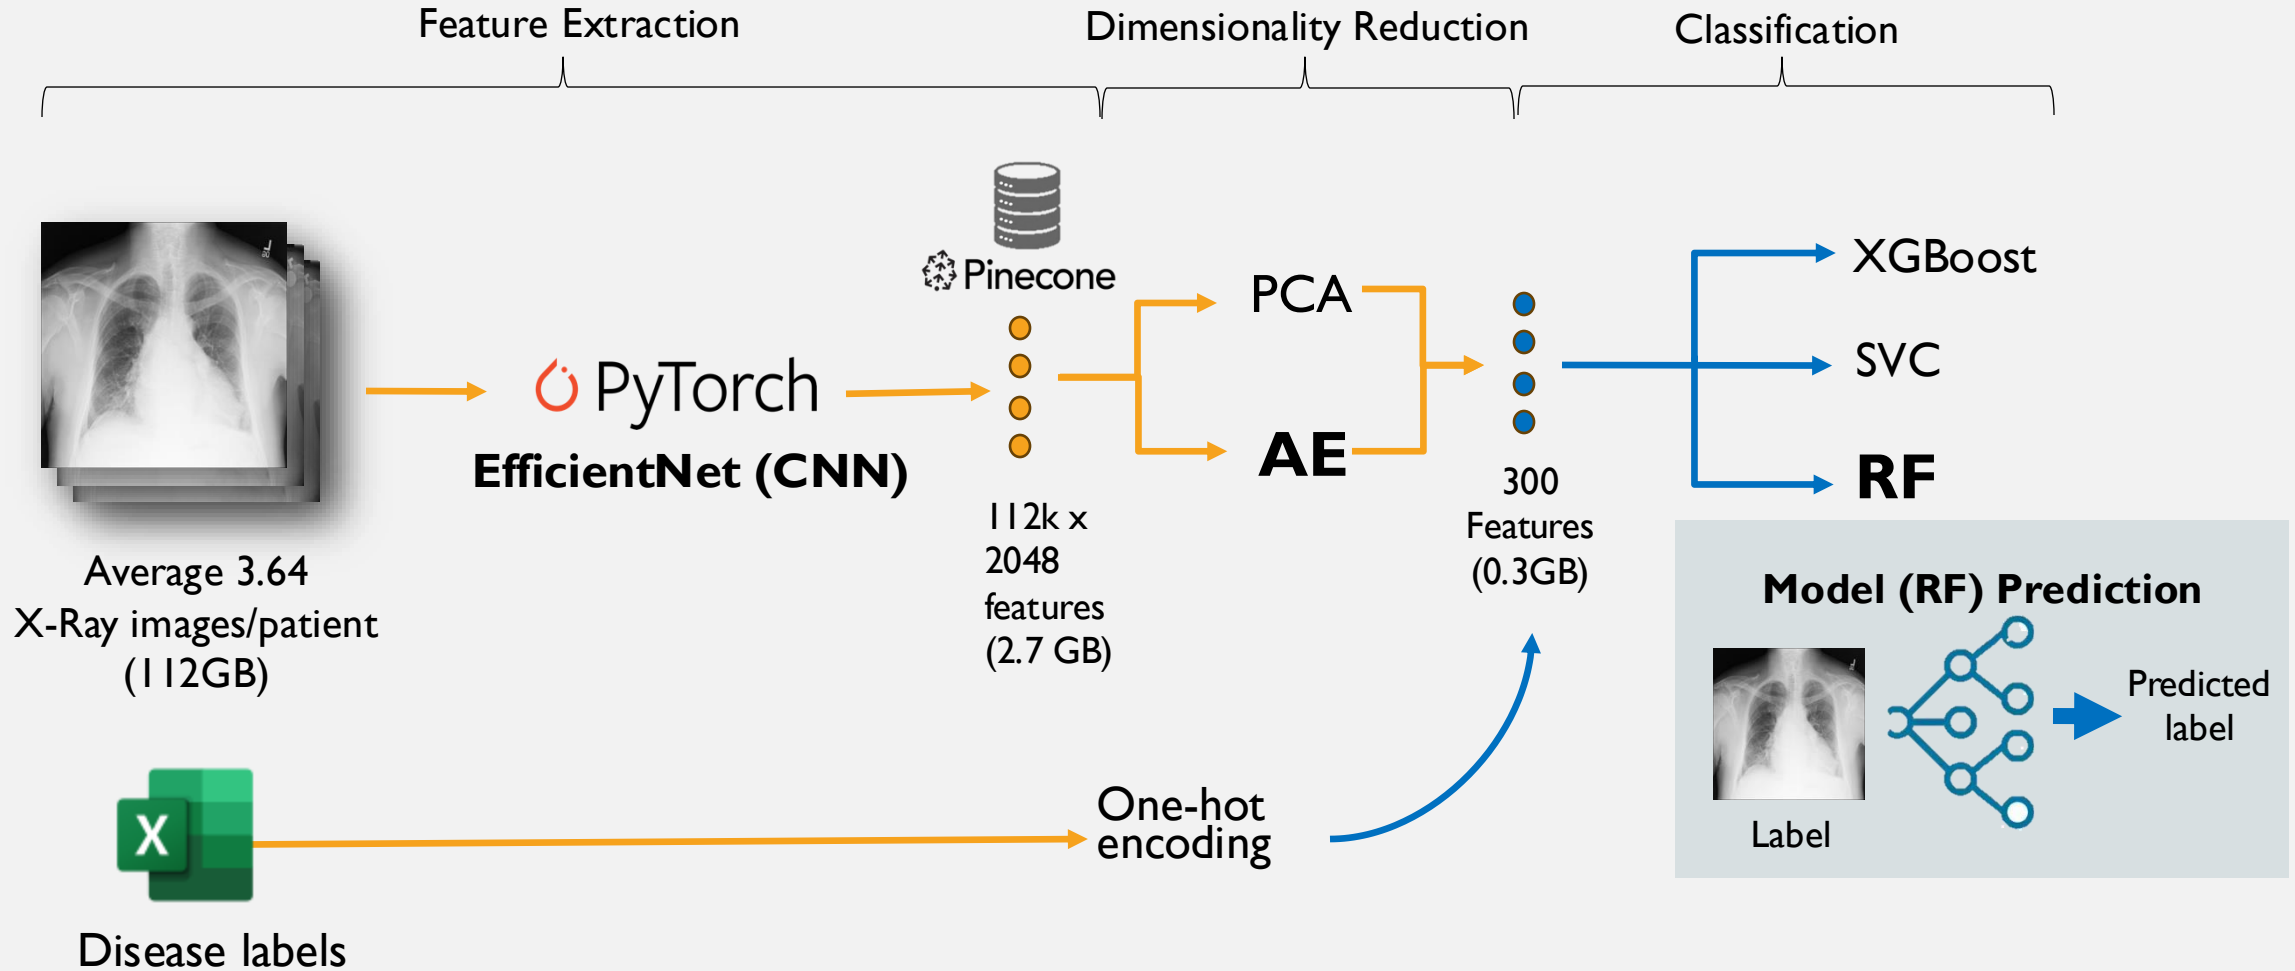 Feature Extraction
Dimensionality Reduction
Classification
Pinecone
XGBoost
PCA
SVC
PyTorch
EfficientNet (CNN)
AE
RF
112k x
2048
features
(2.7 GB)
300
Features
(0.3GB)
Average 3.64
X-Ray images/patient
(112GB)
Model (RF) Prediction
Label
Predicted
label
X
Disease labels
One-hot
encoding